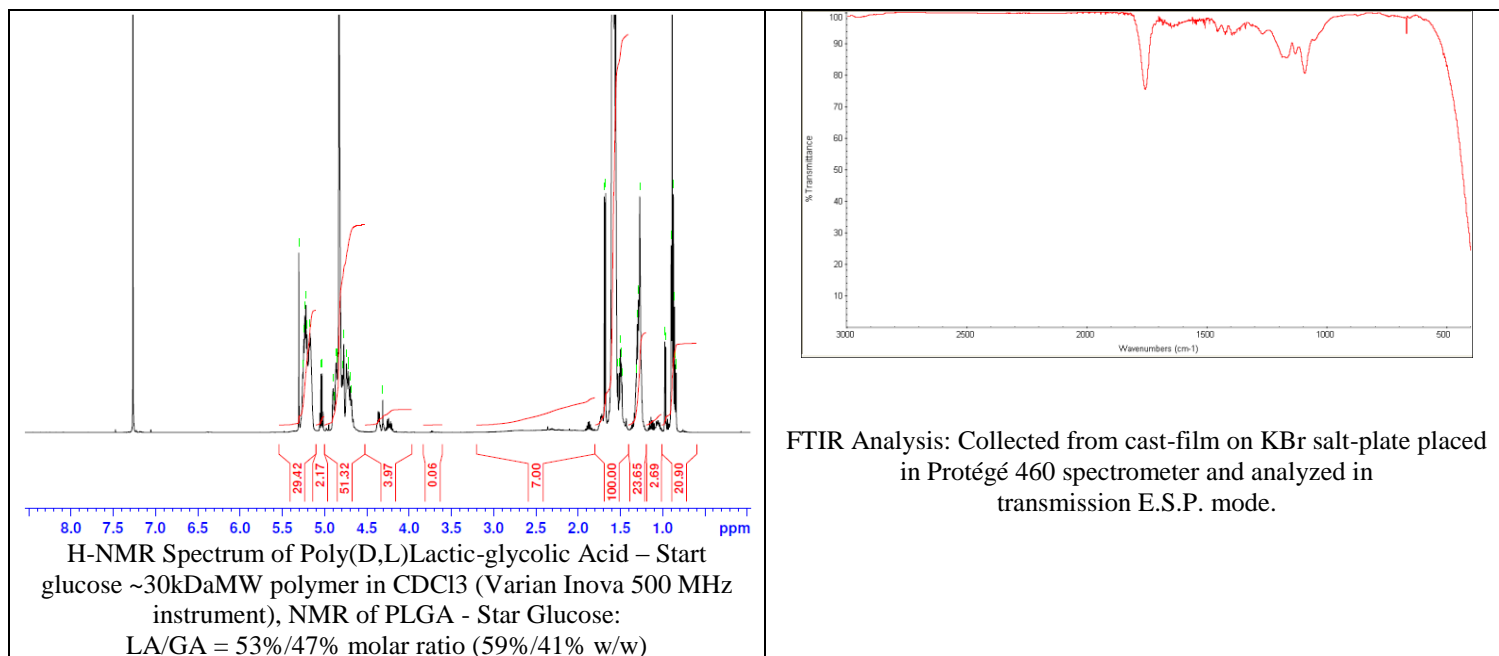 29.42
2.17
51.32
3.97
0.06
7.00
100.00
23.65
2.69
20.90
8.0 7.5 7.0 6.5 6.0 5.5 5.0 4.5 4.0 3.5 3.0 2.5 2.0 1.5 1.0 ppm
H-NMR Spectrum of Poly(D,L)Lactic-glycolic Acid – Start
glucose ~30kDaMW polymer in CDCl3 (Varian Inova 500 MHz
instrument), NMR of PLGA - Star Glucose:
LA/GA = 53%/47% molar ratio (59%/41% w/w)
100
90
80
70
60
50
40
30
20
10
% Transmittance
3000 2500 2000 1500 1000 500
Wavenumbers (cm-1)
FTIR Analysis: Collected from cast-film on KBr salt-plate placed
in Protégé 460 spectrometer and analyzed in
transmission E.S.P. mode.